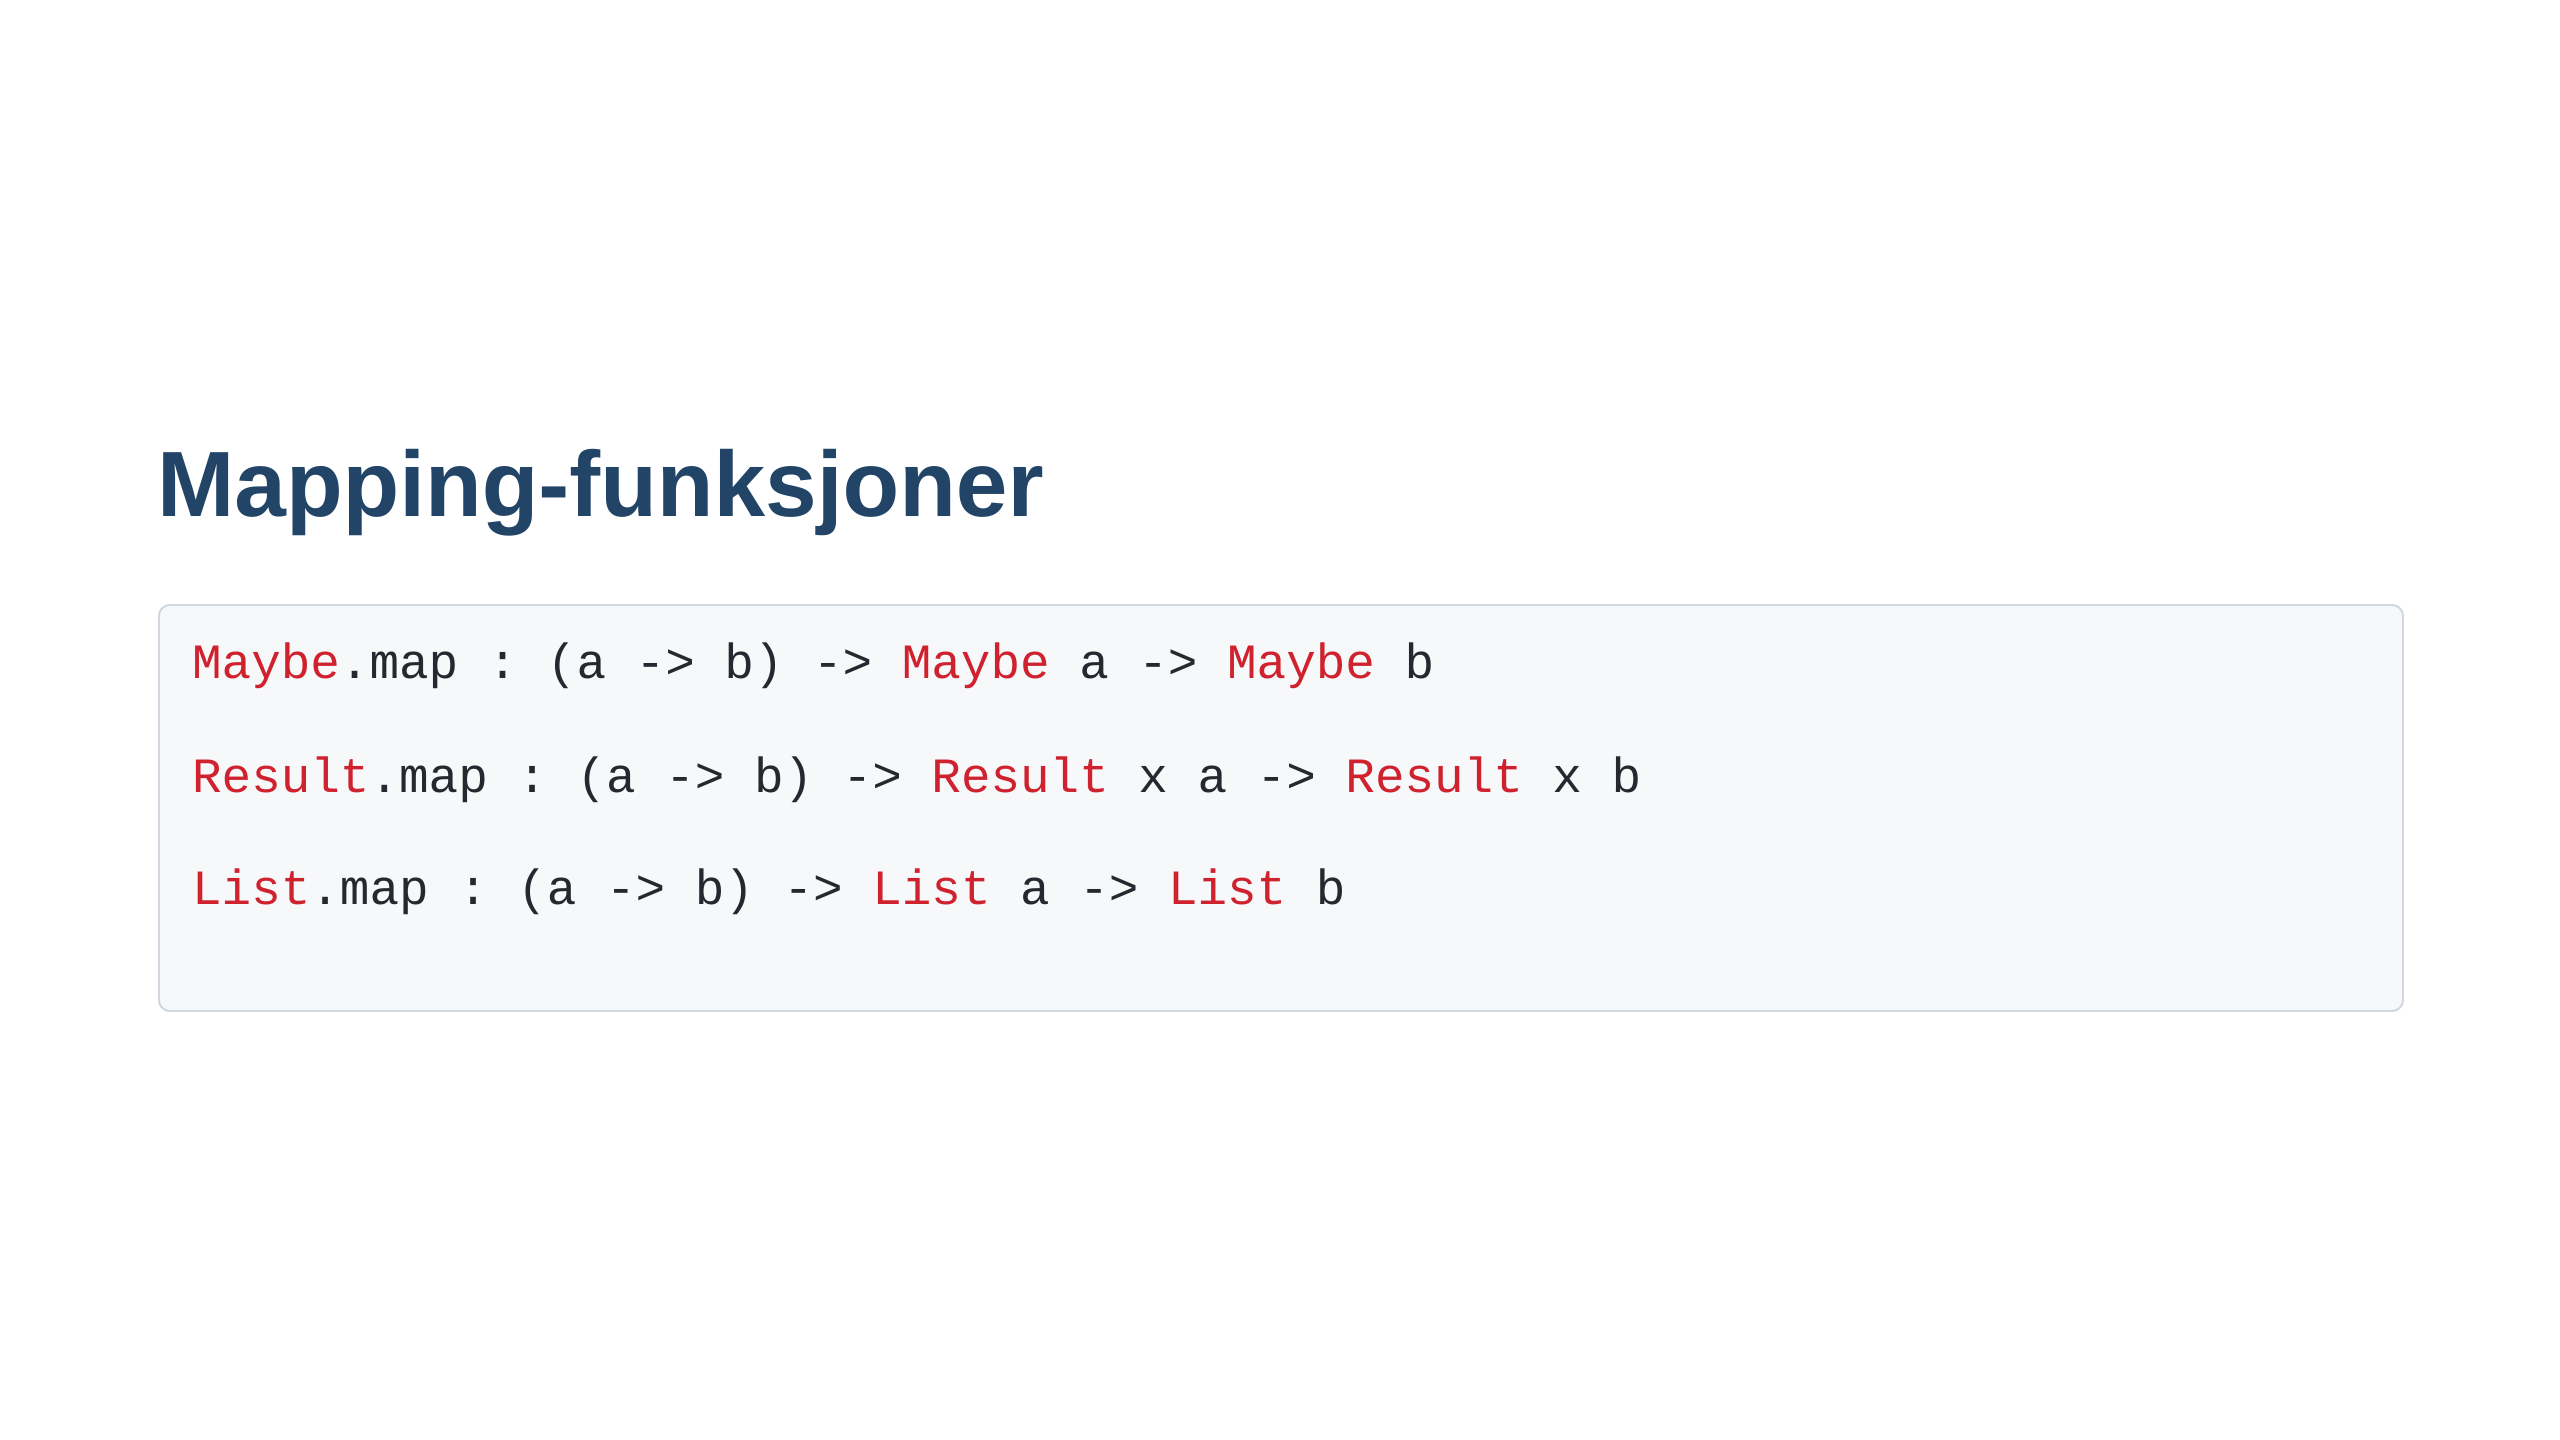 Mapping-funksjoner
Maybe.map : (a -> b) -> Maybe a -> Maybe b
Result.map : (a -> b) -> Result x a -> Result x b
List.map : (a -> b) -> List a -> List b